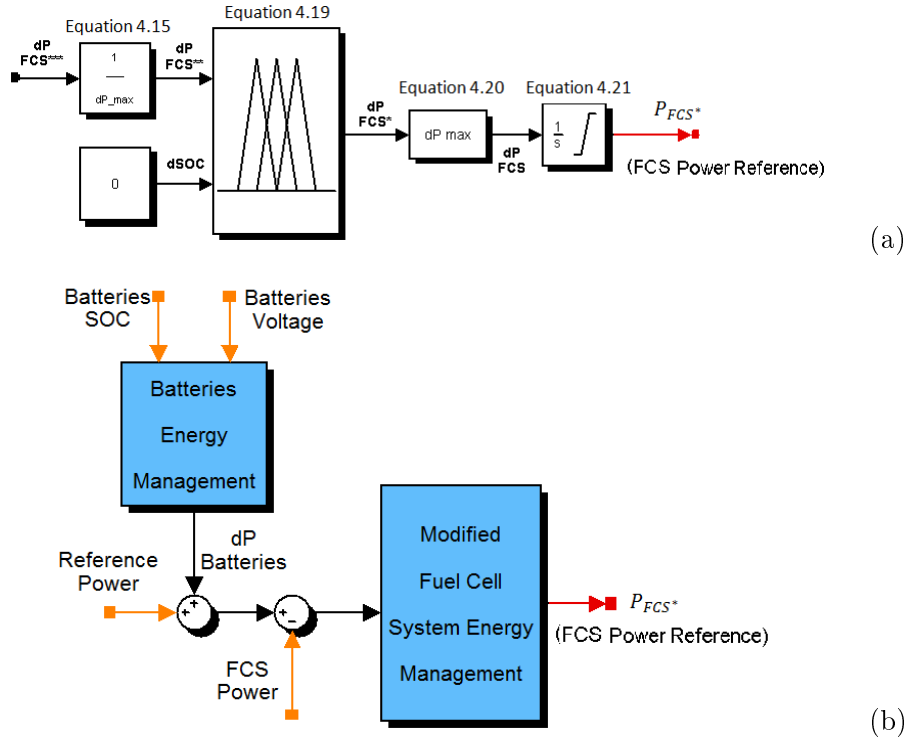 Equation 4.15
Equation 4.19
dP
FCS***
1
dP_max
dP
FCS**
0
dSOC
dP
FCS*
Equation 4.20
dP max
dP
FCS
Equation 4.21
1
s
P_FCS*
(FCS Power Reference)
(a)
Batteries
SOC
Batteries
Voltage
Batteries
Energy
Management
dP
Batteries
Reference
Power
+
+
+
−
FCS
Power
Modified
Fuel Cell
System Energy
Management
P_FCS*
(FCS Power Reference)
(b)